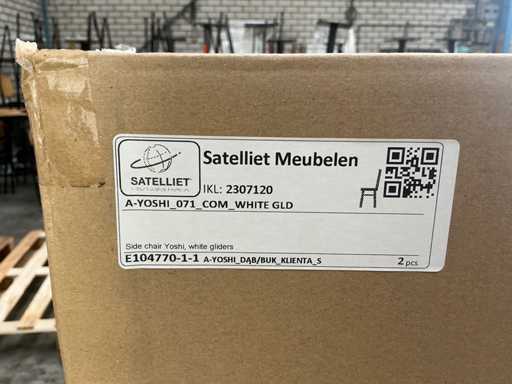 Satelliet Meubelen
SATELLIET
IKL: 2307120
A-YOSHI_071_COM_WHITE GLD
Side chair Yoshi, white gliders
E104770-1-1 A-YOSHI_DĄB/BUK_KLIENTA_S 2 pcs